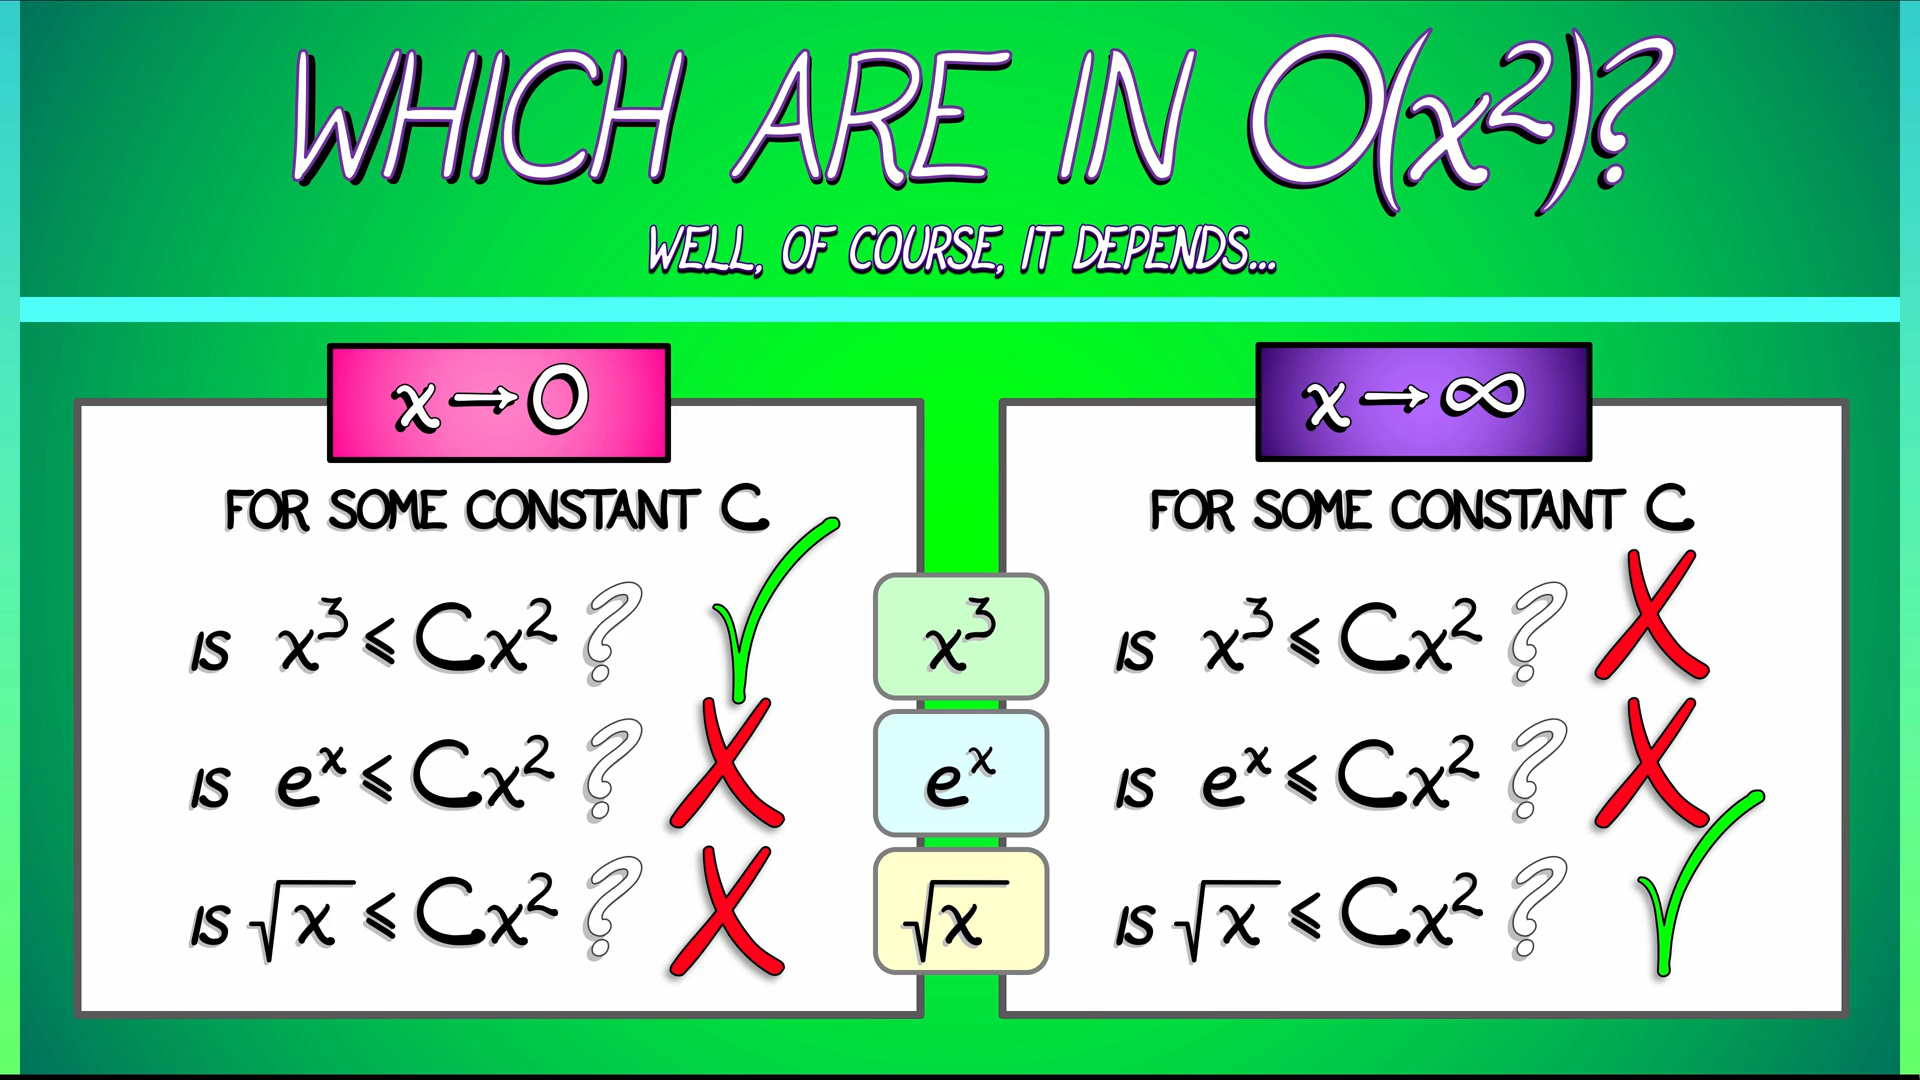 WHICH ARE IN O(x²)?
WELL, OF COURSE, IT DEPENDS...
x→0
FOR SOME CONSTANT C
IS x³ ⩽ Cx² ?
IS eˣ ⩽ Cx² ?
IS √x ⩽ Cx² ?
x³
eˣ
√x
x→∞
FOR SOME CONSTANT C
IS x³ ⩽ Cx² ?
IS eˣ ⩽ Cx² ?
IS √x ⩽ Cx² ?